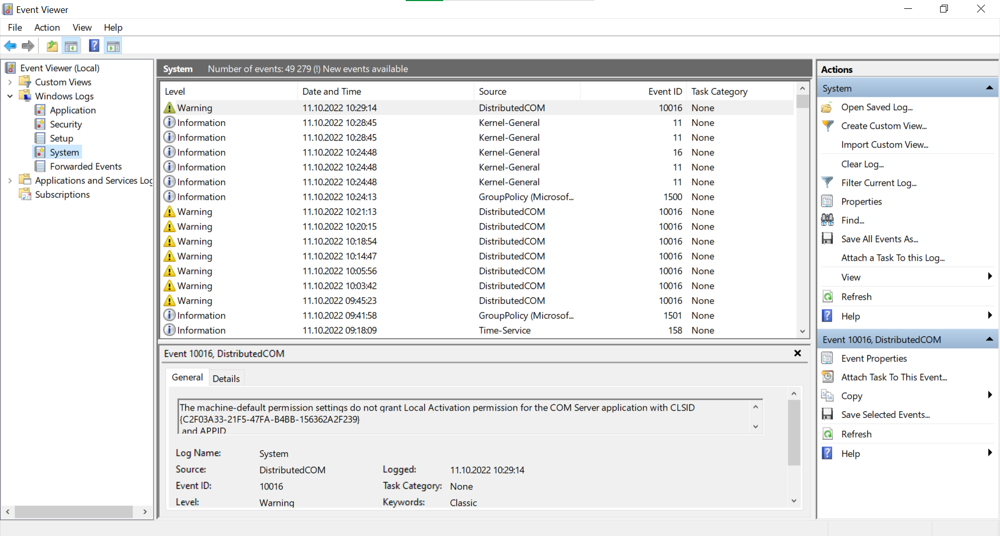 Event Viewer
File Action View Help
Event Viewer (Local)
Custom Views
Windows Logs
Application
Security
Setup
System
Forwarded Events
Applications and Services Log
Subscriptions
System Number of events: 49 279 (!) New events available
Level Date and Time Source Event ID Task Category
Warning 11.10.2022 10:29:14 DistributedCOM 10016 None
Information 11.10.2022 10:28:45 Kernel-General 11 None
Information 11.10.2022 10:28:45 Kernel-General 11 None
Information 11.10.2022 10:24:48 Kernel-General 16 None
Information 11.10.2022 10:24:48 Kernel-General 11 None
Information 11.10.2022 10:24:48 Kernel-General 11 None
Information 11.10.2022 10:24:13 GroupPolicy (Microsof... 1500 None
Warning 11.10.2022 10:21:13 DistributedCOM 10016 None
Warning 11.10.2022 10:20:15 DistributedCOM 10016 None
Warning 11.10.2022 10:18:54 DistributedCOM 10016 None
Warning 11.10.2022 10:14:47 DistributedCOM 10016 None
Warning 11.10.2022 10:05:56 DistributedCOM 10016 None
Warning 11.10.2022 10:03:42 DistributedCOM 10016 None
Warning 11.10.2022 09:45:23 DistributedCOM 10016 None
Information 11.10.2022 09:41:58 GroupPolicy (Microsof... 1501 None
Information 11.10.2022 09:18:09 Time-Service 158 None
Event 10016, DistributedCOM
General Details
The machine-default permission settings do not grant Local Activation permission for the COM Server application with CLSID
{C2F03A33-21F5-47FA-B4BB-156362A2F239}
and APPID
Log Name: System
Source: DistributedCOM Logged: 11.10.2022 10:29:14
Event ID: 10016 Task Category: None
Level: Warning Keywords: Classic
Actions
System
Open Saved Log...
Create Custom View...
Import Custom View...
Clear Log...
Filter Current Log...
Properties
Find...
Save All Events As...
Attach a Task To this Log...
View
Refresh
Help
Event 10016, DistributedCOM
Event Properties
Attach Task To This Event...
Copy
Save Selected Events...
Refresh
Help